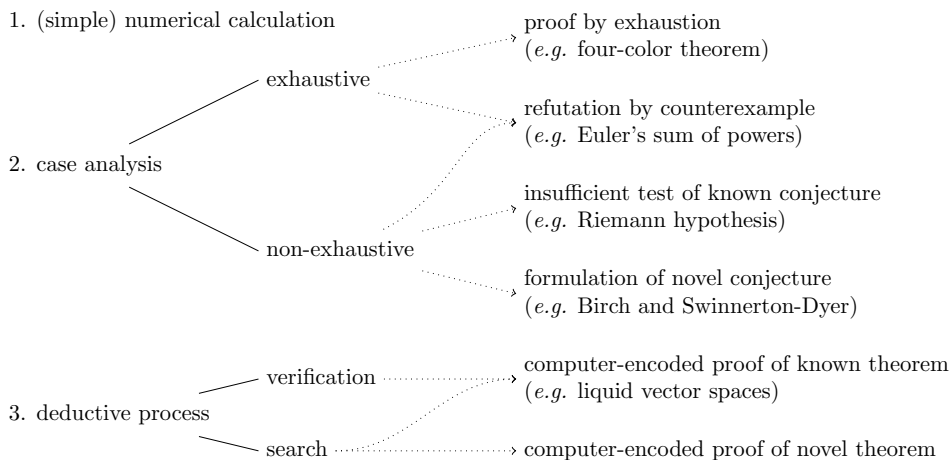 1. (simple) numerical calculation
proof by exhaustion
(e.g. four-color theorem)
exhaustive
refutation by counterexample
(e.g. Euler's sum of powers)
2. case analysis
insufficient test of known conjecture
(e.g. Riemann hypothesis)
non-exhaustive
formulation of novel conjecture
(e.g. Birch and Swinnerton-Dyer)
verification
computer-encoded proof of known theorem
(e.g. liquid vector spaces)
3. deductive process
search
computer-encoded proof of novel theorem